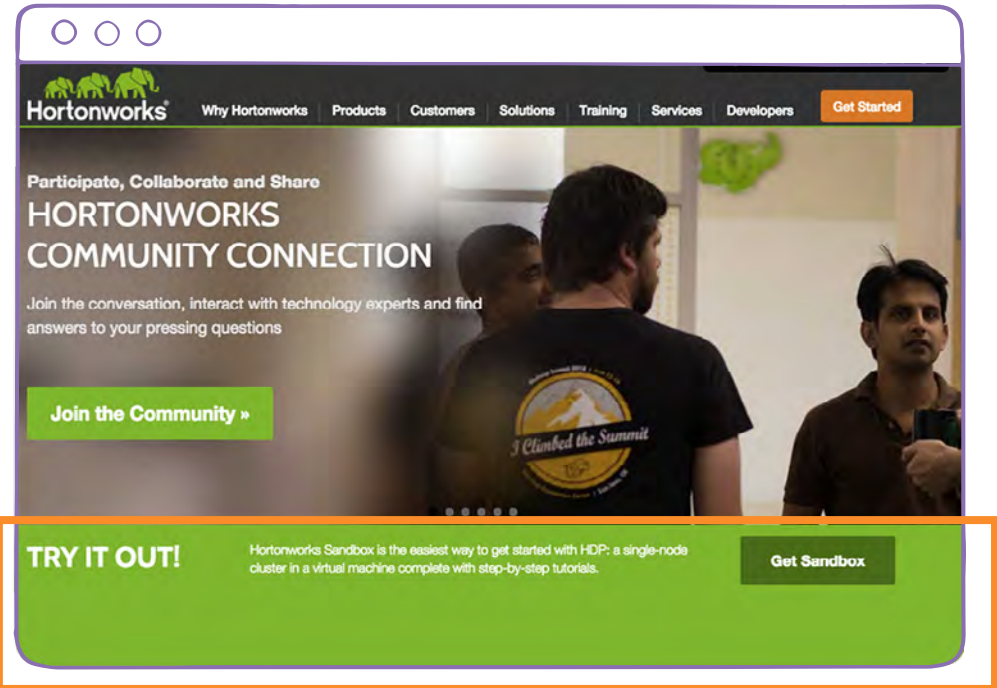 Hortonworks®
Why Hortonworks
Products
Customers
Solutions
Training
Services
Developers
Get Started
Participate, Collaborate and Share
HORTONWORKS
COMMUNITY CONNECTION
Join the conversation, interact with technology experts and find
answers to your pressing questions
Join the Community »
I Climbed the Summit
TRY IT OUT!
Hortonworks Sandbox is the easiest way to get started with HDP: a single-node
cluster in a virtual machine complete with step-by-step tutorials.
Get Sandbox